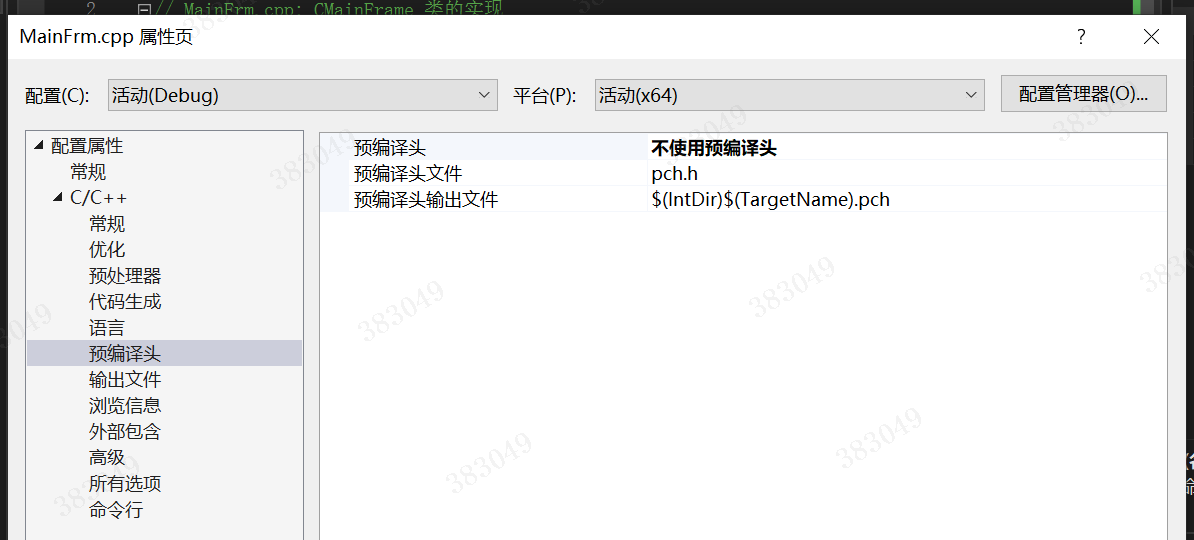 2 // MainFrm.cpp: CMainFrame 类的实现
MainFrm.cpp 属性页
? ×
配置(C): 活动(Debug) 平台(P): 活动(x64) 配置管理器(O)...
配置属性
常规
C/C++
常规
优化
预处理器
代码生成
语言
预编译头
输出文件
浏览信息
外部包含
高级
所有选项
命令行
预编译头 不使用预编译头
预编译头文件 pch.h
预编译头输出文件 $(IntDir)$(TargetName).pch
383049
383049
383049
383049
383049
383049
383049
383049
383049